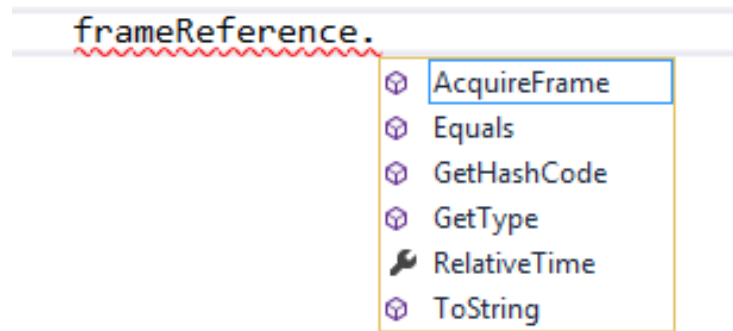 frameReference.
AcquireFrame
Equals
GetHashCode
GetType
RelativeTime
ToString